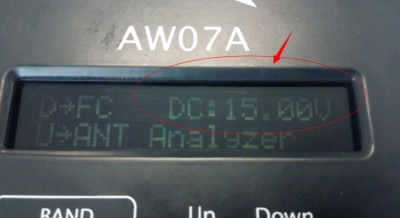 AW07A
D→FC DC:15.00V
U→ANT Analyzer
BAND Up Down